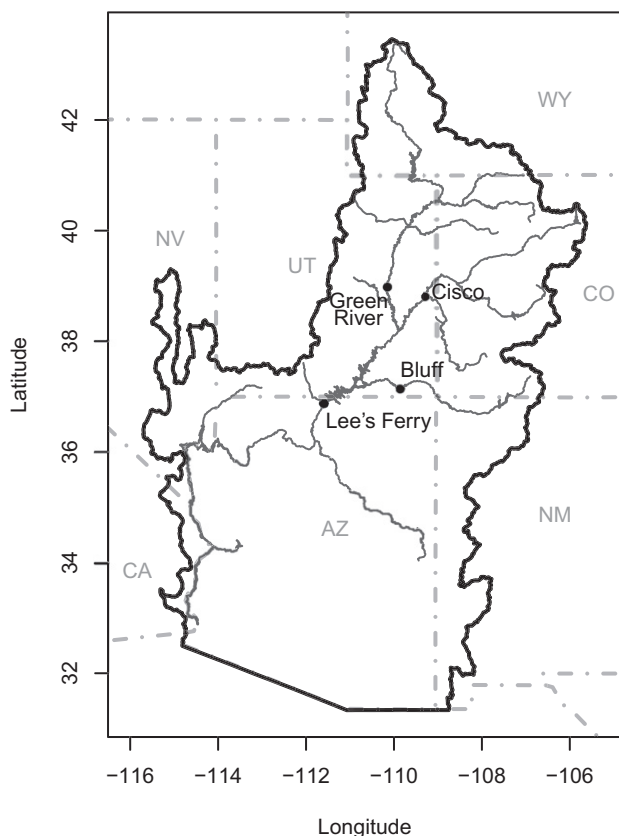 WY
42
40
NV
UT
Green
River
Cisco
CO
Latitude
38
Bluff
Lee's Ferry
36
AZ
NM
34
CA
32
−116 −114 −112 −110 −108 −106
Longitude